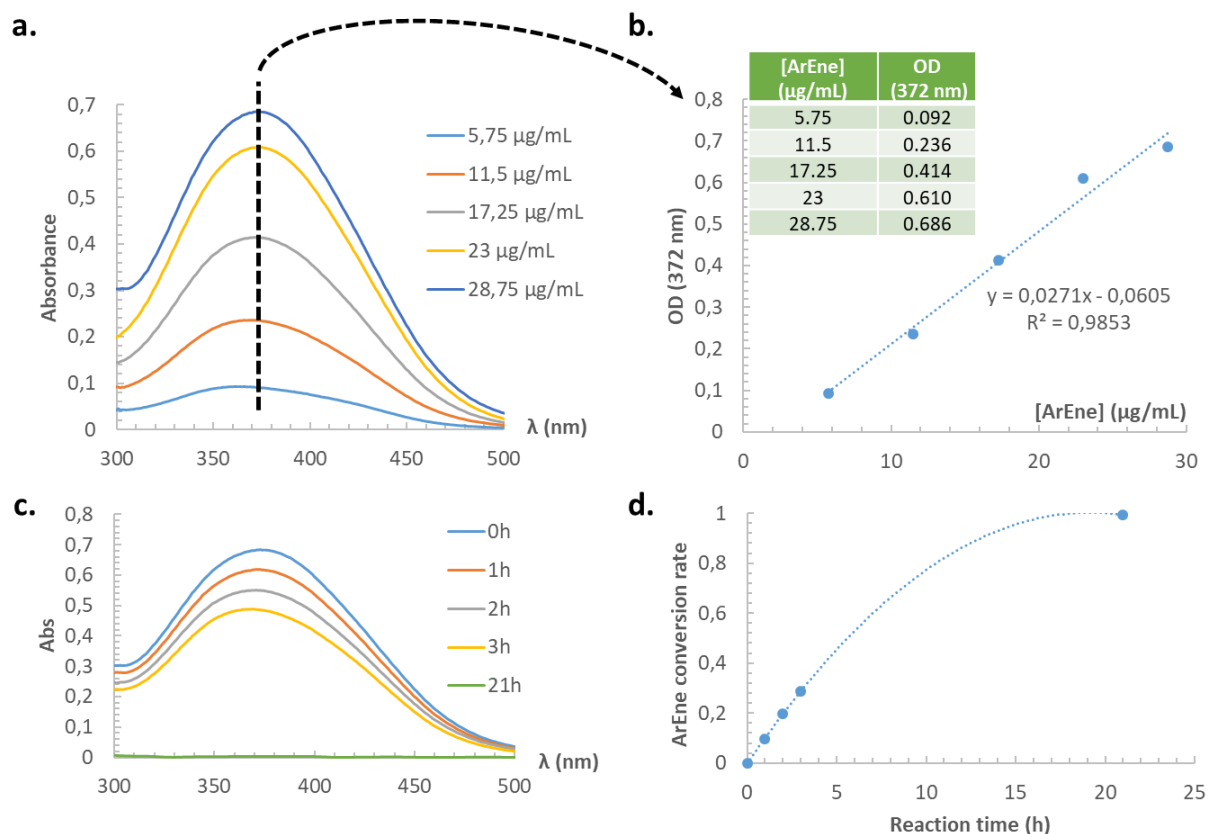 a.
Absorbance
0,7
0,6
0,5
0,4
0,3
0,2
0,1
0
300
350
400
450
500
λ (nm)
5,75 µg/mL
11,5 µg/mL
17,25 µg/mL
23 µg/mL
28,75 µg/mL
b.
[ArEne] (µg/mL) OD (372 nm)
5.75 0.092
11.5 0.236
17.25 0.414
23 0.610
28.75 0.686
OD (372 nm)
0,8
0,7
0,6
0,5
0,4
0,3
0,2
0,1
0
y = 0,0271x - 0,0605
R² = 0,9853
[ArEne] (µg/mL)
0
10
20
30
c.
Abs
0,8
0,7
0,6
0,5
0,4
0,3
0,2
0,1
0
300
350
400
450
500
λ (nm)
0h
1h
2h
3h
21h
d.
ArEne conversion rate
1
0,8
0,6
0,4
0,2
0
0
5
10
15
20
25
Reaction time (h)